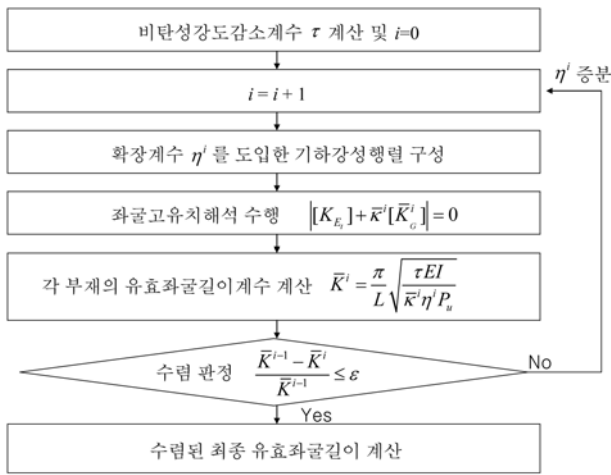 비탄성강도감소계수 τ 계산 및 i=0
η^i 증분
i = i + 1
확장계수 η^i 를 도입한 기하강성행렬 구성
좌굴고유치해석 수행 |[K_{E_t}] + κ̄^i [K̄_G^i]| = 0
각 부재의 유효좌굴길이계수 계산 K̄^i = π/L √(τEI / κ̄^i η^i P_u)
수렴 판정 (K̄^{i-1} − K̄^i) / K̄^{i-1} ≤ ε
No
Yes
수렴된 최종 유효좌굴길이 계산